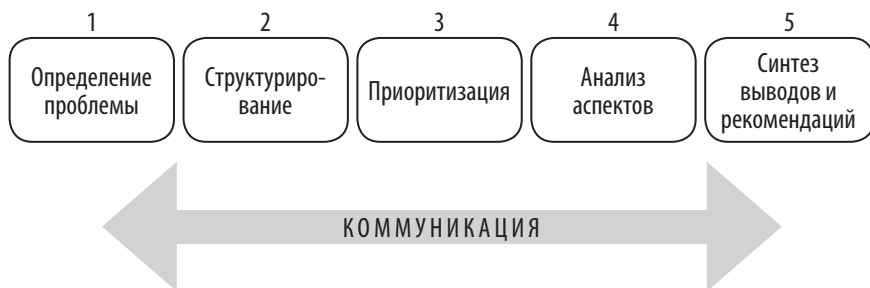 1 2 3 4 5
Определение
проблемы
Структуриро-
вание
Приоритизация
Анализ
аспектов
Синтез
выводов и
рекомендаций
КОММУНИКАЦИЯ